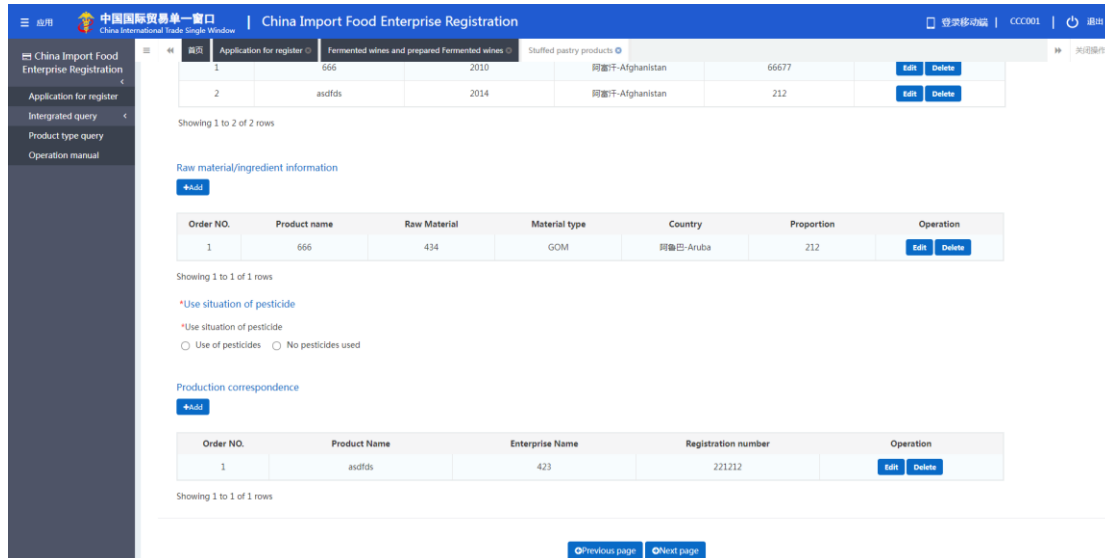 应用 中国国际贸易单一窗口 China International Trade Single Window | China Import Food Enterprise Registration 登录移动端 | CCC001 | 退出
China Import Food Enterprise Registration
Application for register
Intergrated query
Product type query
Operation manual
首页 Application for register Fermented wines and prepared Fermented wines Stuffed pastry products 关闭操作
1 666 2010 阿富汗-Afghanistan 66677 Edit Delete
2 asdfds 2014 阿富汗-Afghanistan 212 Edit Delete
Showing 1 to 2 of 2 rows
Raw material/ingredient information
+Add
Order NO. Product name Raw Material Material type Country Proportion Operation
1 666 434 GOM 阿鲁巴-Aruba 212 Edit Delete
Showing 1 to 1 of 1 rows
*Use situation of pesticide
*Use situation of pesticide
Use of pesticides No pesticides used
Production correspondence
+Add
Order NO. Product Name Enterprise Name Registration number Operation
1 asdfds 423 221212 Edit Delete
Showing 1 to 1 of 1 rows
Previous page Next page